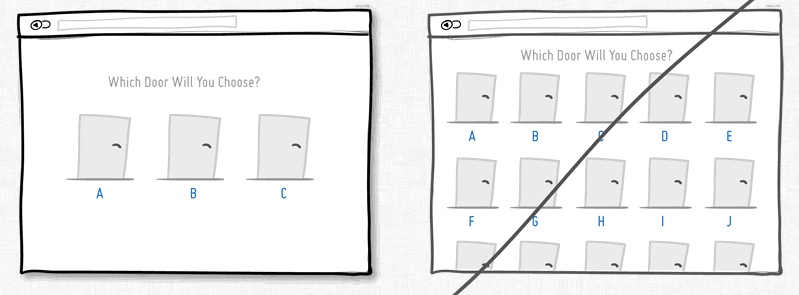 Which Door Will You Choose?
A B C
Which Door Will You Choose?
A B C D E
F G H I J